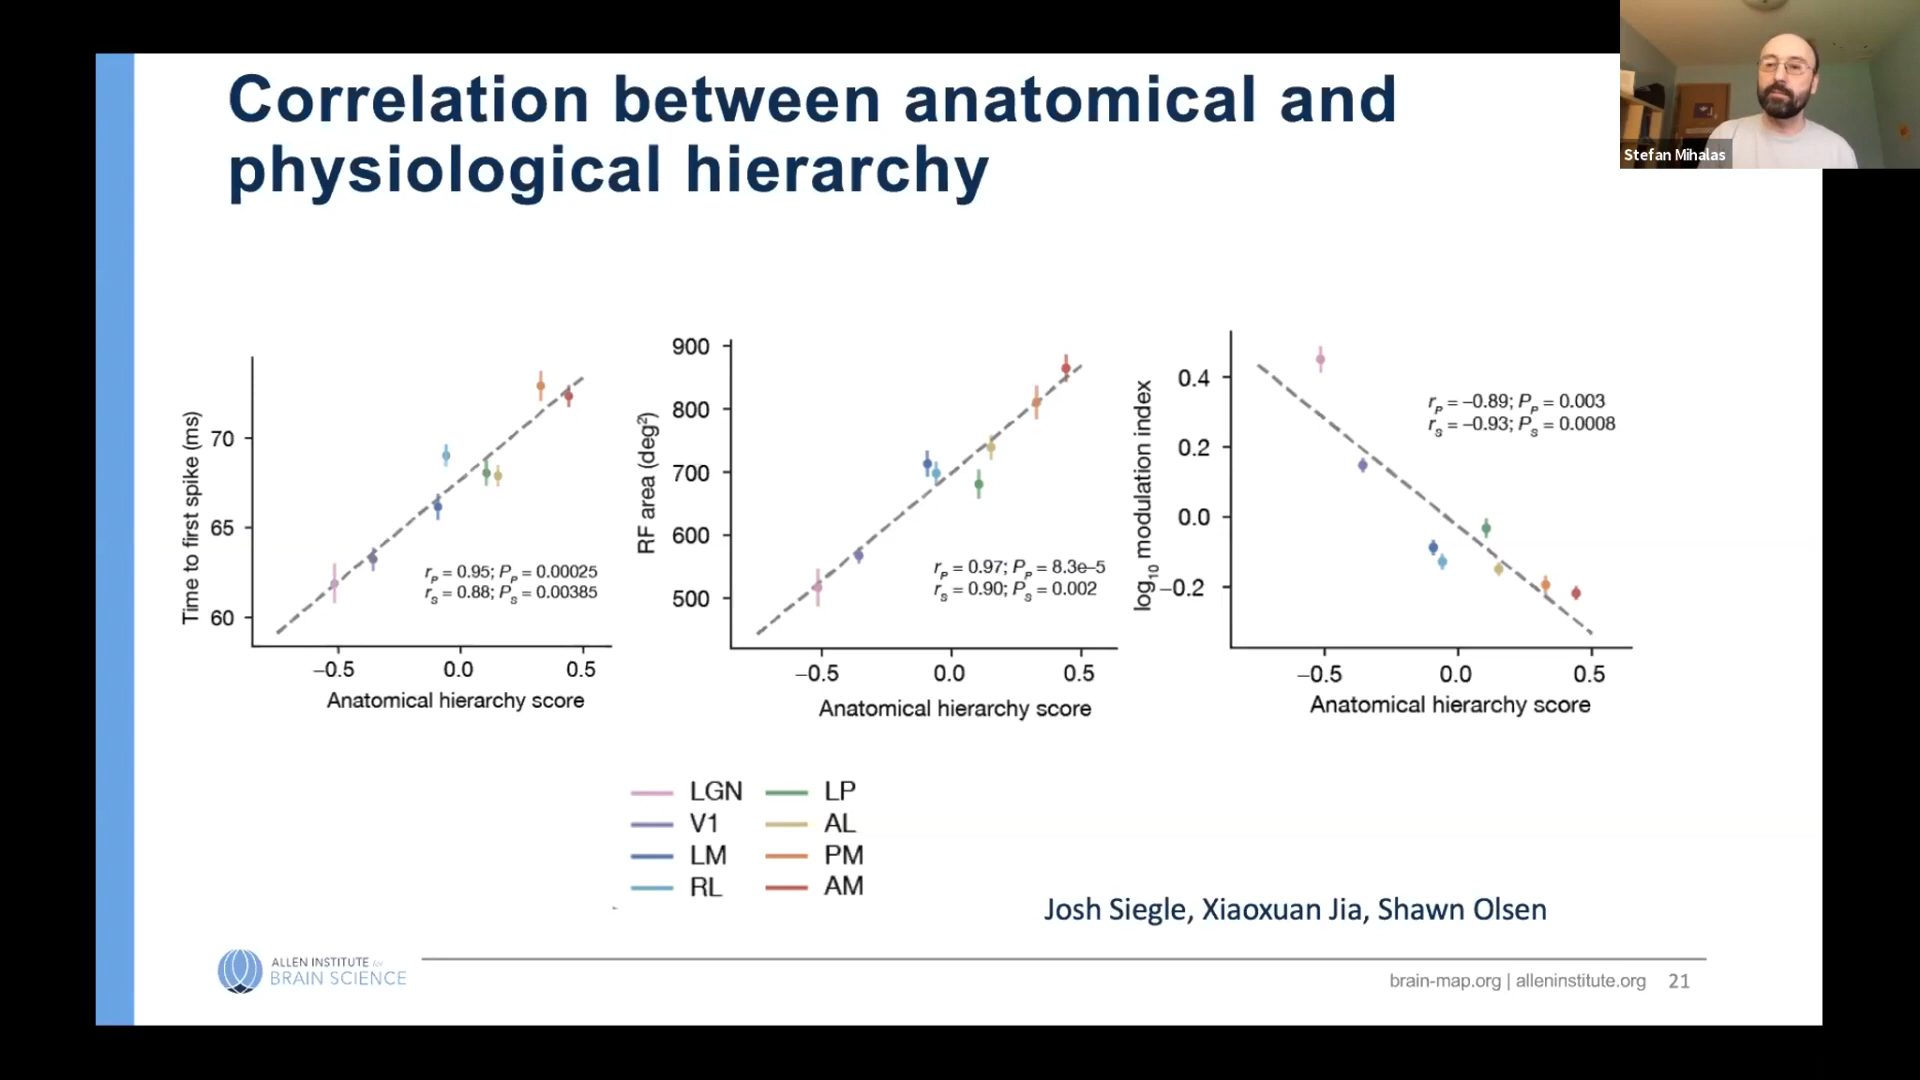 Correlation between anatomical and
physiological hierarchy
Stefan Mihalas
Time to first spike (ms)
70
65
60
r_P = 0.95; P_P = 0.00025
r_S = 0.88; P_S = 0.00385
−0.5 0.0 0.5
Anatomical hierarchy score
RF area (deg²)
900
800
700
600
500
r_P = 0.97; P_P = 8.3e–5
r_S = 0.90; P_S = 0.002
−0.5 0.0 0.5
Anatomical hierarchy score
log₁₀ modulation index
0.4
0.2
0.0
−0.2
r_P = −0.89; P_P = 0.003
r_S = −0.93; P_S = 0.0008
−0.5 0.0 0.5
Anatomical hierarchy score
LGN LP
V1 AL
LM PM
RL AM
Josh Siegle, Xiaoxuan Jia, Shawn Olsen
ALLEN INSTITUTE for
BRAIN SCIENCE
brain-map.org | alleninstitute.org 21